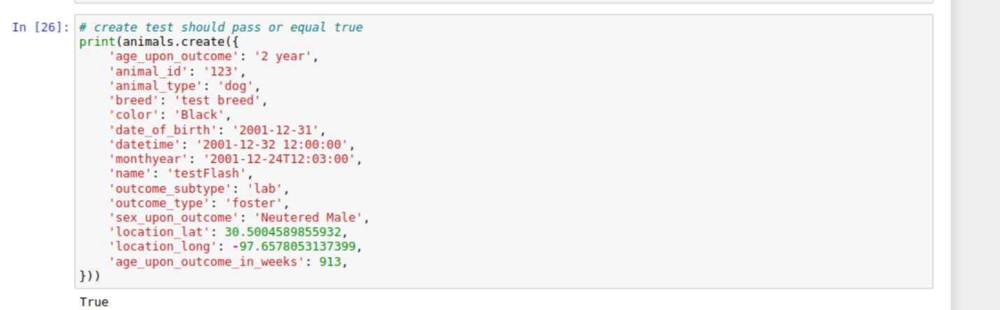 In [26]:
# create test should pass or equal true
print(animals.create({
    'age_upon_outcome': '2 year',
    'animal_id': '123',
    'animal_type': 'dog',
    'breed': 'test breed',
    'color': 'Black',
    'date_of_birth': '2001-12-31',
    'datetime': '2001-12-32 12:00:00',
    'monthyear': '2001-12-24T12:03:00',
    'name': 'testFlash',
    'outcome_subtype': 'lab',
    'outcome_type': 'foster',
    'sex_upon_outcome': 'Neutered Male',
    'location_lat': 30.5004589855932,
    'location_long': -97.6578053137399,
    'age_upon_outcome_in_weeks': 913,
}))
True